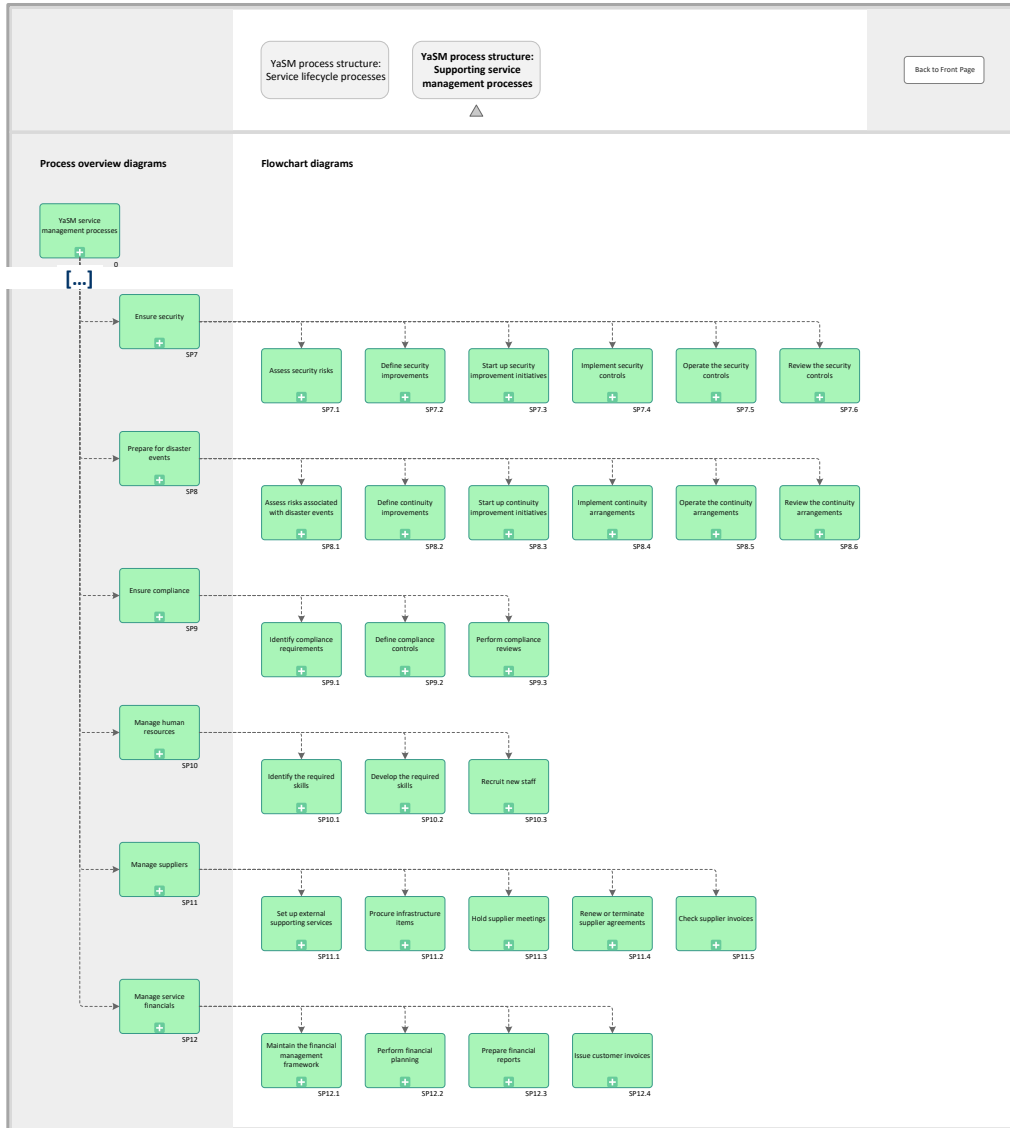 YaSM process structure:
Service lifecycle processes
YaSM process structure:
Supporting service
management processes
Back to Front Page
Process overview diagrams
Flowchart diagrams
YaSM service
management processes
0
[...]
Ensure security
SP7
Assess security risks
SP7.1
Define security
improvements
SP7.2
Start up security
improvement initiatives
SP7.3
Implement security
controls
SP7.4
Operate the security
controls
SP7.5
Review the security
controls
SP7.6
Prepare for disaster
events
SP8
Assess risks associated
with disaster events
SP8.1
Define continuity
improvements
SP8.2
Start up continuity
improvement initiatives
SP8.3
Implement continuity
arrangements
SP8.4
Operate the continuity
arrangements
SP8.5
Review the continuity
arrangements
SP8.6
Ensure compliance
SP9
Identify compliance
requirements
SP9.1
Define compliance
controls
SP9.2
Perform compliance
reviews
SP9.3
Manage human
resources
SP10
Identify the required
skills
SP10.1
Develop the required
skills
SP10.2
Recruit new staff
SP10.3
Manage suppliers
SP11
Set up external
supporting services
SP11.1
Procure infrastructure
items
SP11.2
Hold supplier meetings
SP11.3
Renew or terminate
supplier agreements
SP11.4
Check supplier invoices
SP11.5
Manage service
financials
SP12
Maintain the financial
management
framework
SP12.1
Perform financial
planning
SP12.2
Prepare financial
reports
SP12.3
Issue customer invoices
SP12.4